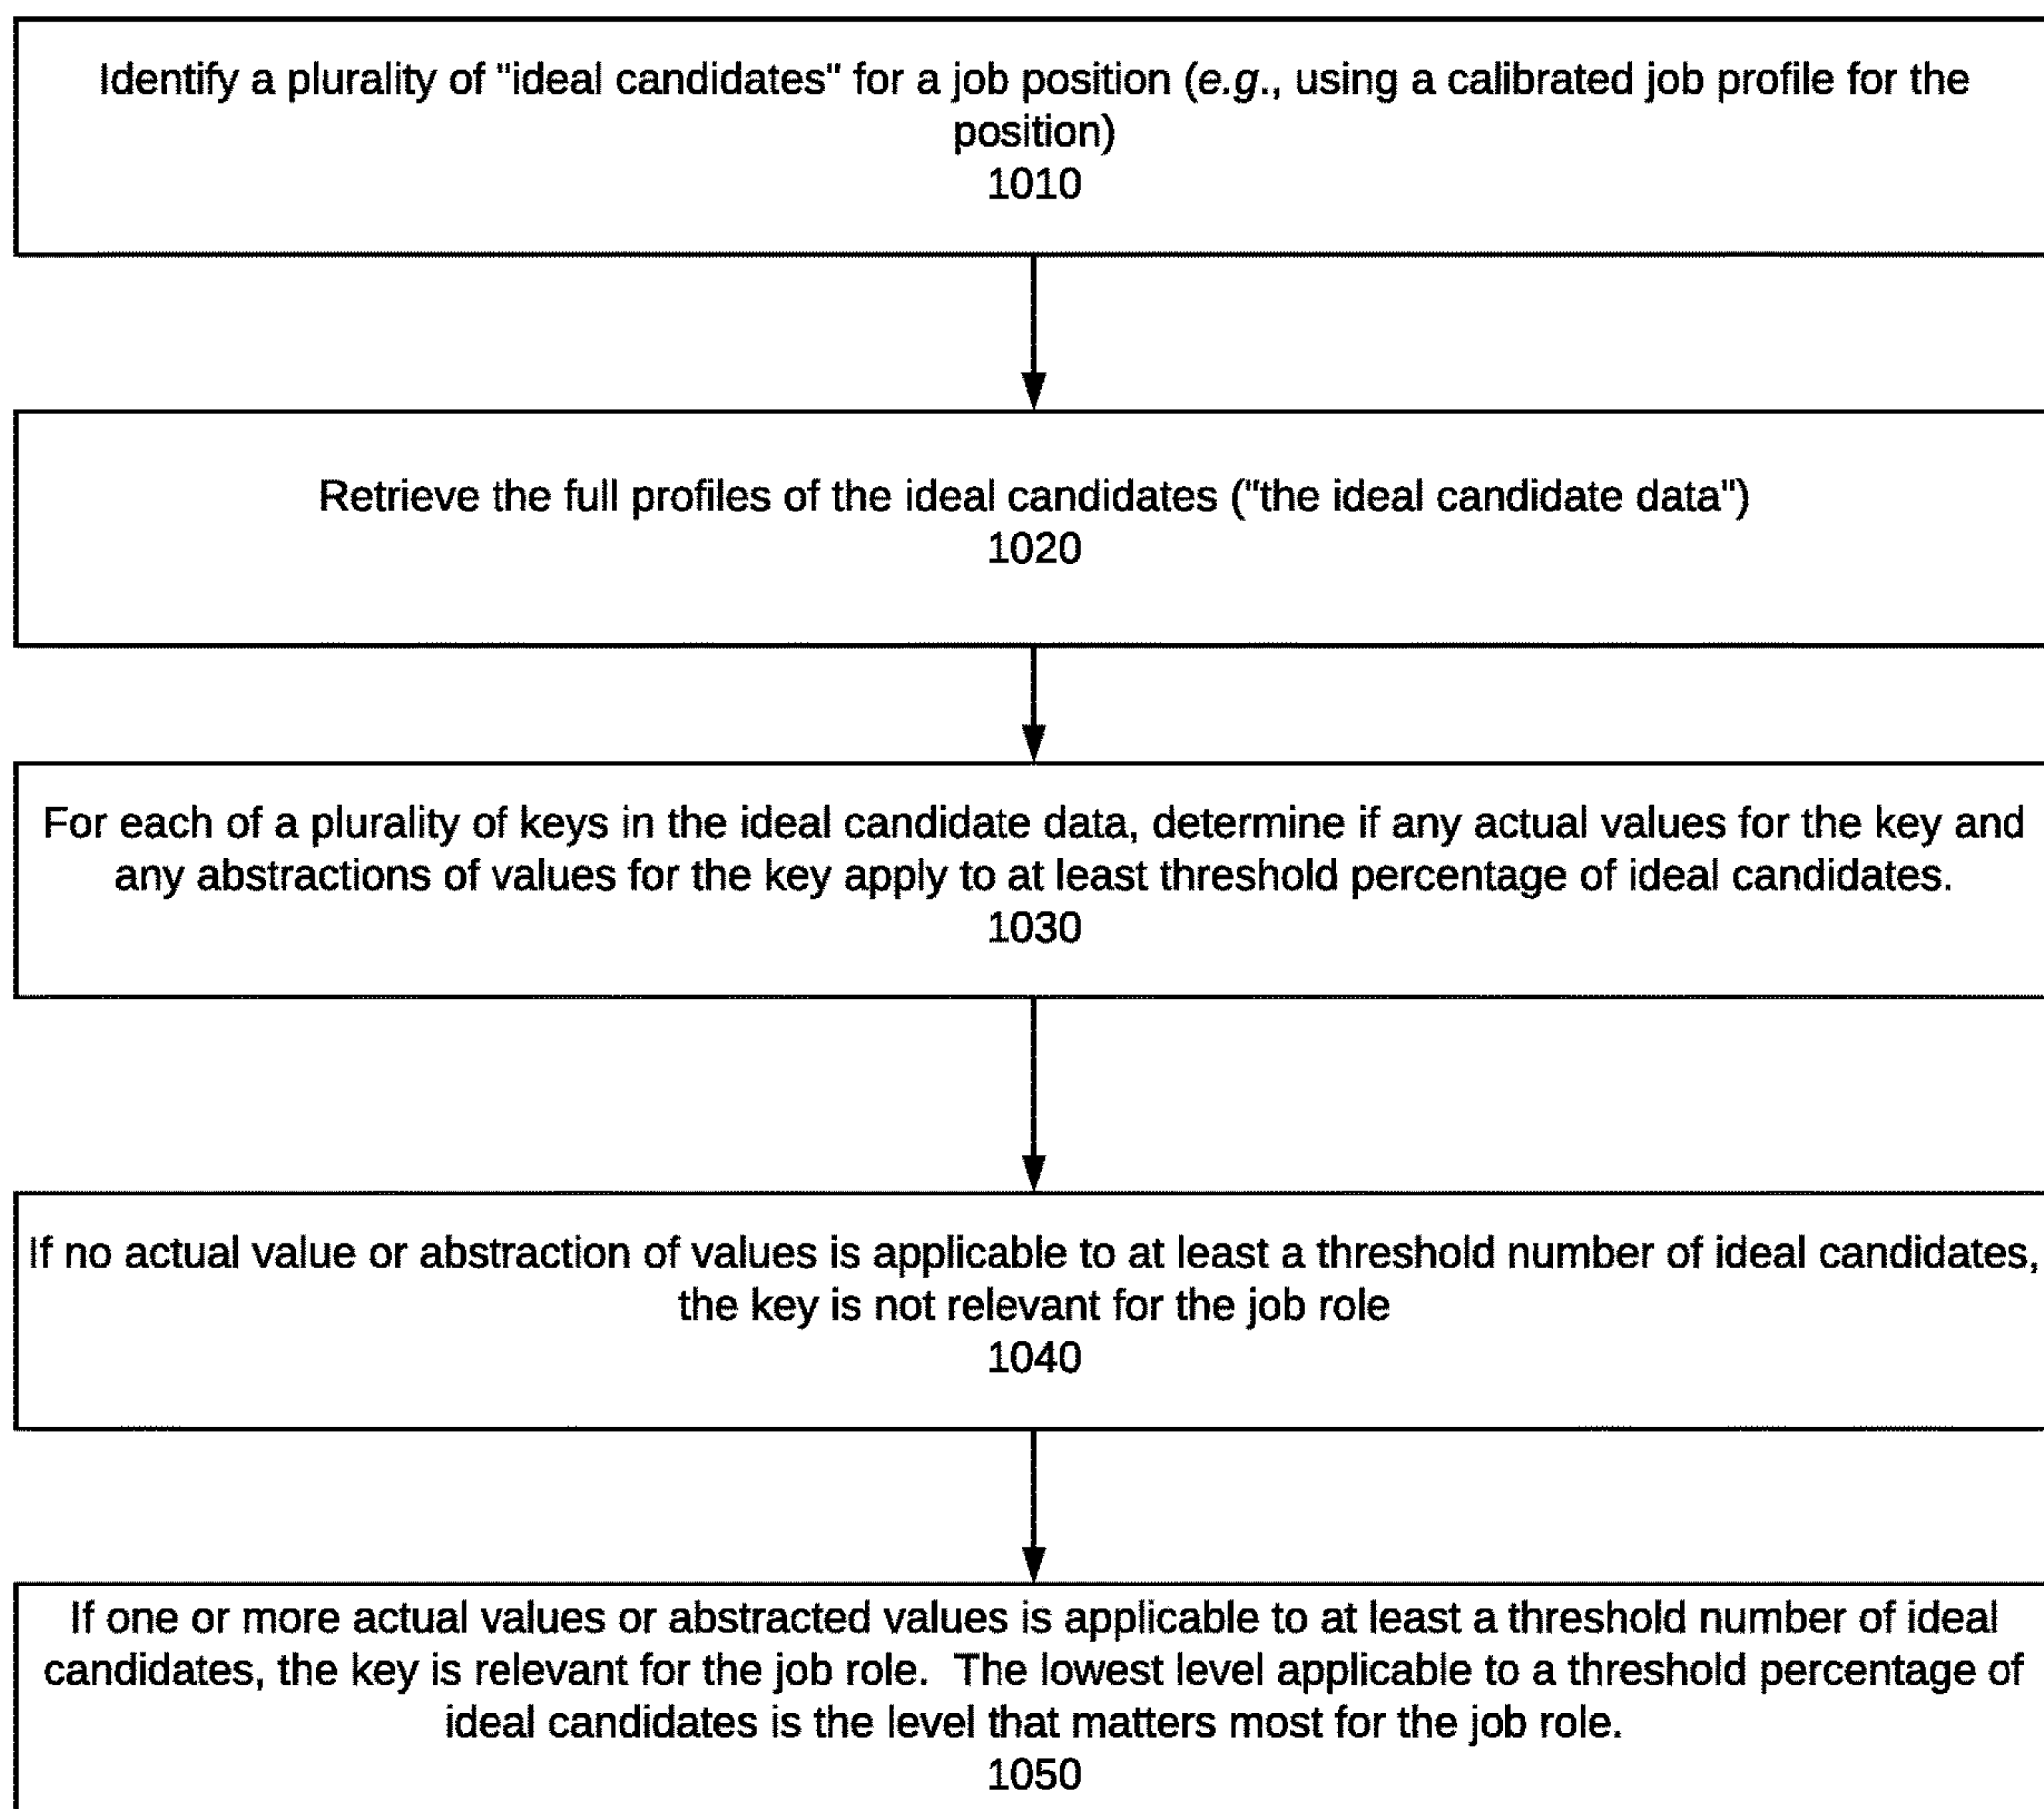 Identify a plurality of "ideal candidates" for a job position (e.g., using a calibrated job profile for the
position)
1010
Retrieve the full profiles of the ideal candidates ("the ideal candidate data")
1020
For each of a plurality of keys in the ideal candidate data, determine if any actual values for the key and
any abstractions of values for the key apply to at least threshold percentage of ideal candidates.
1030
If no actual value or abstraction of values is applicable to at least a threshold number of ideal candidates,
the key is not relevant for the job role
1040
If one or more actual values or abstracted values is applicable to at least a threshold number of ideal
candidates, the key is relevant for the job role.  The lowest level applicable to a threshold percentage of
ideal candidates is the level that matters most for the job role.
1050